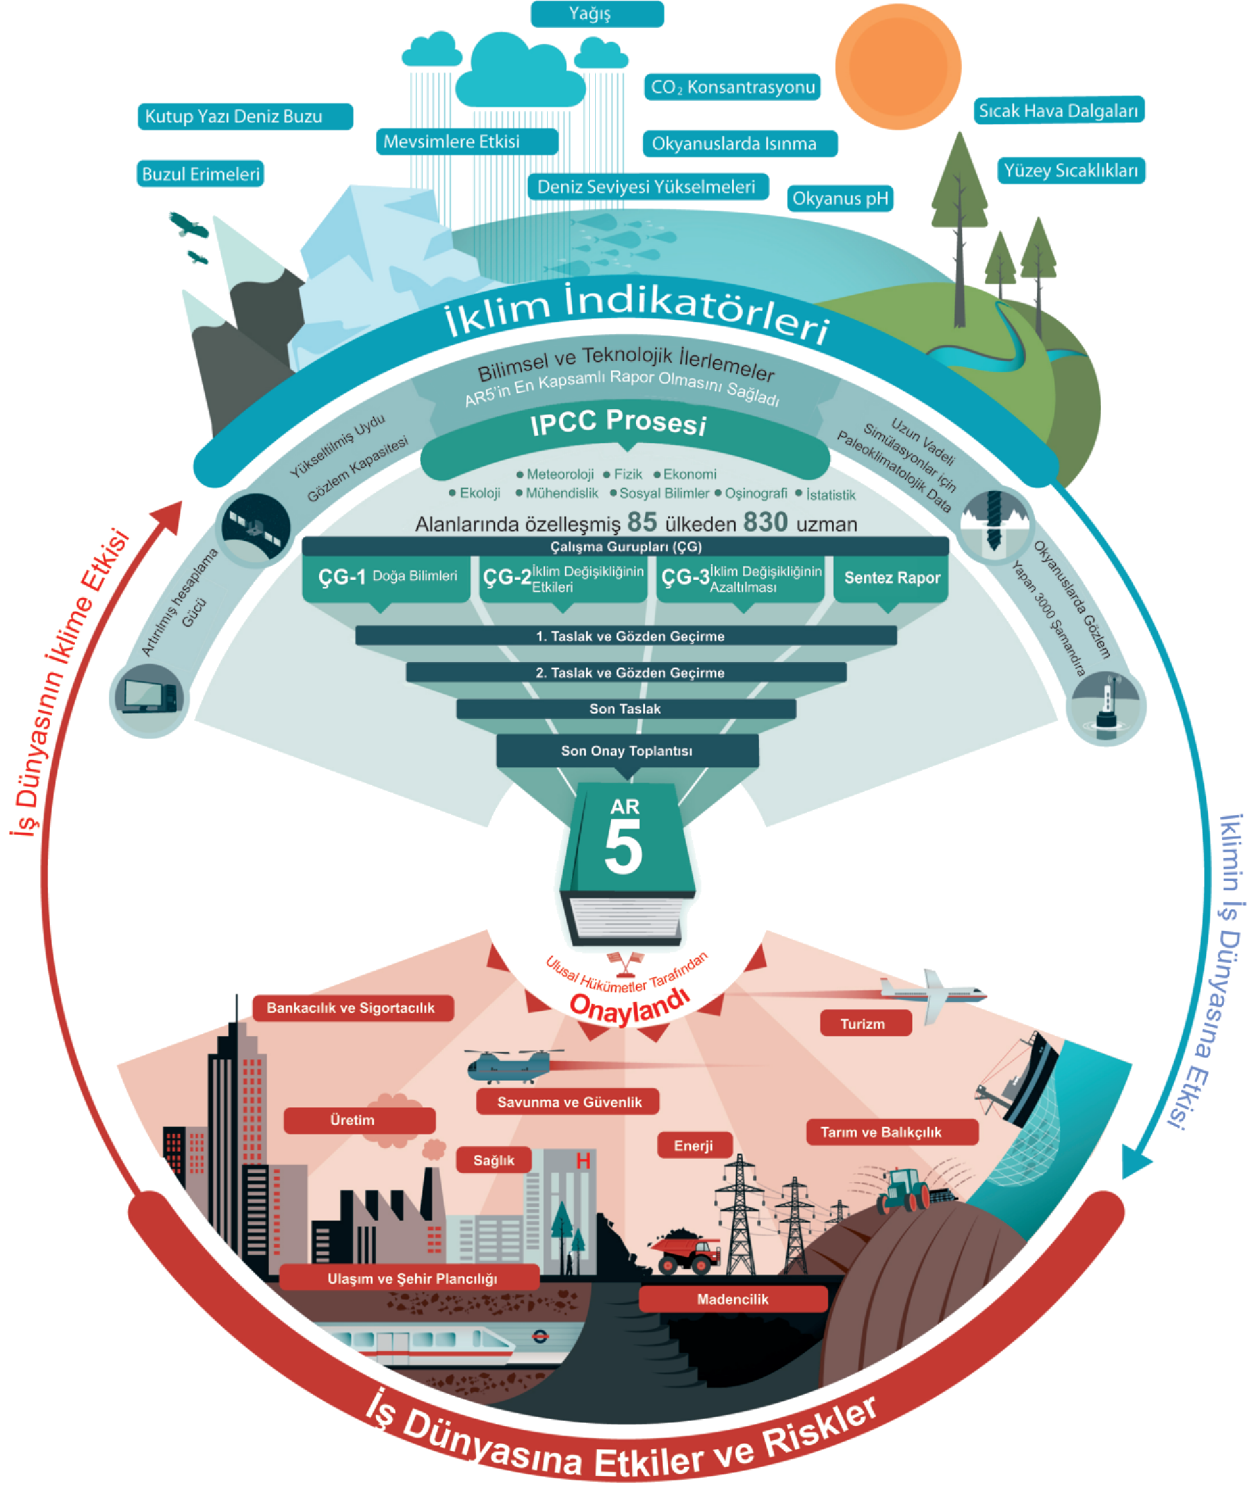 Yağış
CO₂ Konsantrasyonu
Kutup Yazı Deniz Buzu
Sıcak Hava Dalgaları
Mevsimlere Etkisi
Okyanuslarda Isınma
Buzul Erimeleri
Yüzey Sıcaklıkları
Deniz Seviyesi Yükselmeleri
Okyanus pH
İklim İndikatörleri
Bilimsel ve Teknolojik İlerlemeler
AR5'in En Kapsamlı Rapor Olmasını Sağladı
Yükseltilmiş Uydu
Gözlem Kapasitesi
Artırılmış hesaplama
Gücü
Uzun Vadeli
Simülasyonlar için
Paleoklimatolojik Data
Okyanuslarda Gözlem
Yapan 3000 Şamandıra
IPCC Prosesi
• Meteoroloji • Fizik • Ekonomi
• Ekoloji • Mühendislik • Sosyal Bilimler • Oşinografi • İstatistik
Alanlarında özelleşmiş 85 ülkeden 830 uzman
Çalışma Gurupları (ÇG)
ÇG-1 Doğa Bilimleri
ÇG-2 İklim Değişikliğinin
Etkileri
ÇG-3 İklim Değişikliğinin
Azaltılması
Sentez Rapor
1. Taslak ve Gözden Geçirme
2. Taslak ve Gözden Geçirme
Son Taslak
Son Onay Toplantısı
AR
5
İş Dünyasının İklime Etkisi
İklimin İş Dünyasına Etkisi
Ulusal Hükümetler Tarafından
Onaylandı
Bankacılık ve Sigortacılık
Turizm
Savunma ve Güvenlik
Üretim
Tarım ve Balıkçılık
Enerji
Sağlık
H
Ulaşım ve Şehir Plancılığı
Madencilik
İş Dünyasına Etkiler ve Riskler